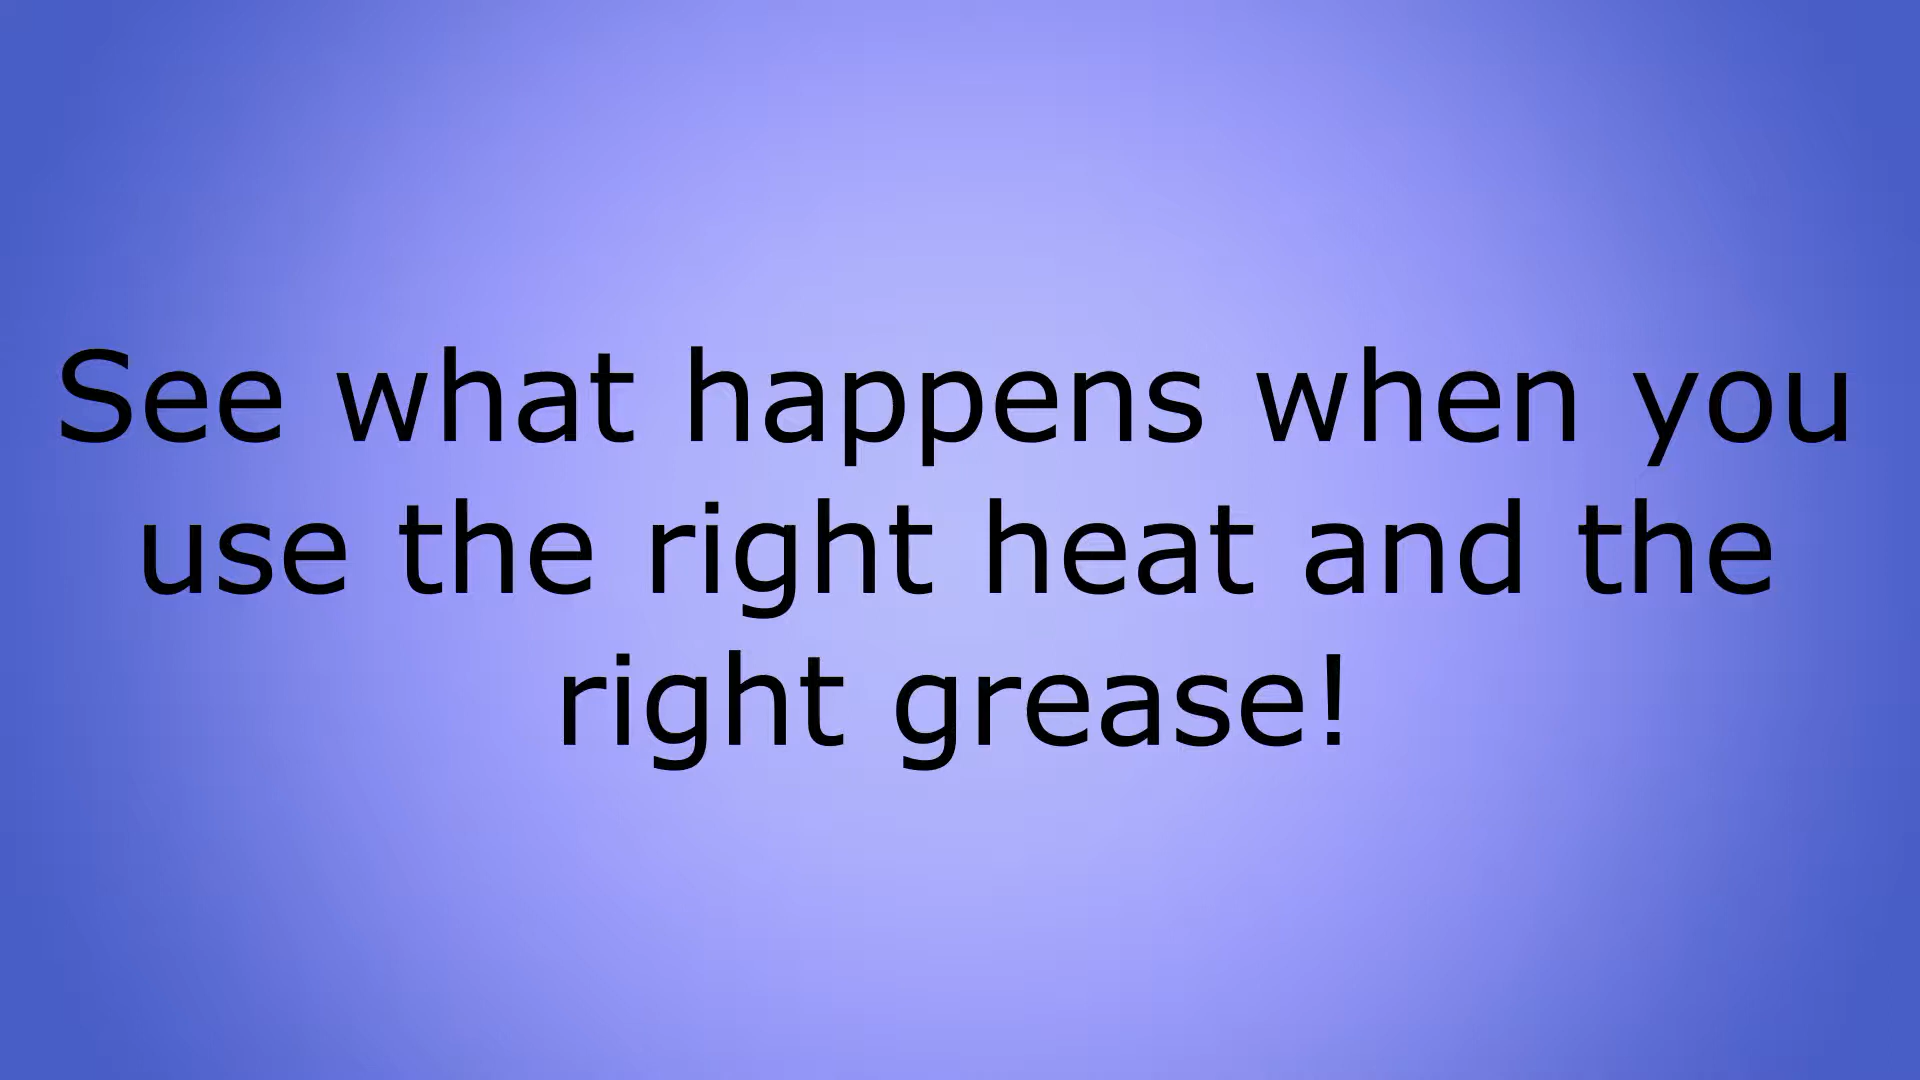 See what happens when you
use the right heat and the
right grease!